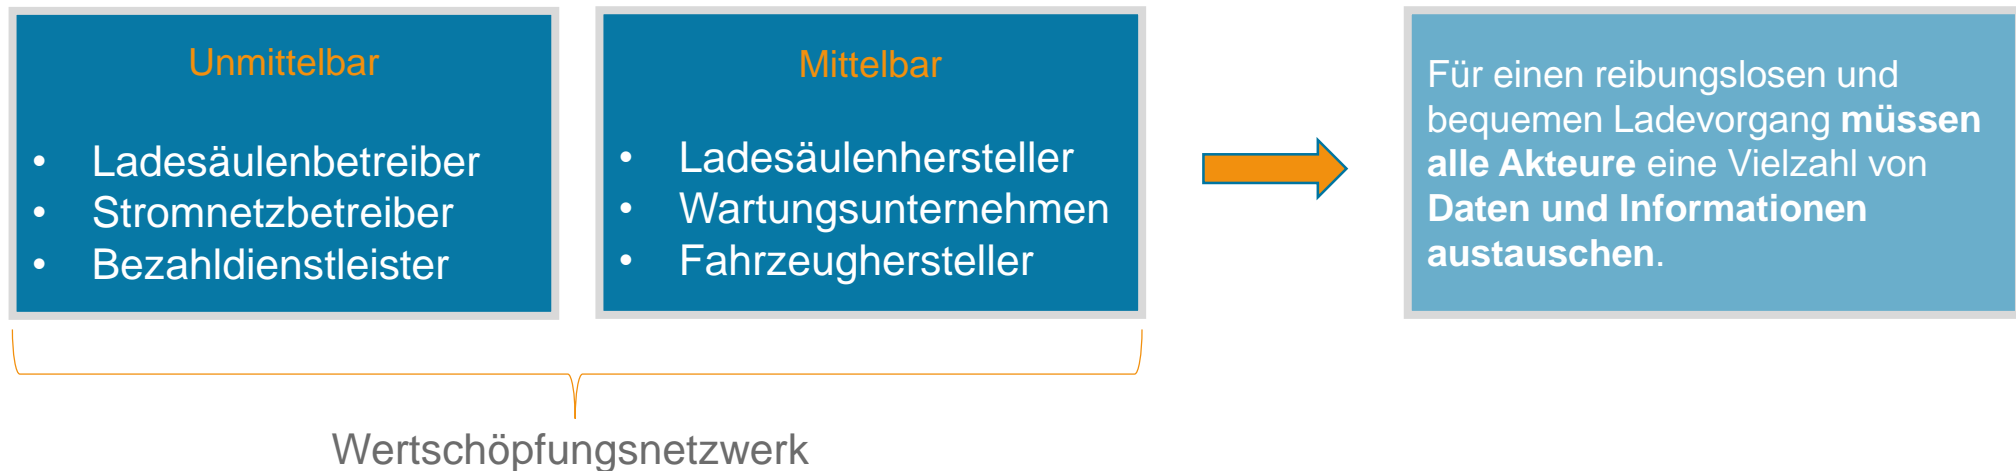 Unmittelbar
• Ladesäulenbetreiber
• Stromnetzbetreiber
• Bezahldienstleister
Mittelbar
• Ladesäulenhersteller
• Wartungsunternehmen
• Fahrzeughersteller
Für einen reibungslosen und
bequemen Ladevorgang müssen
alle Akteure eine Vielzahl von
Daten und Informationen
austauschen.
Wertschöpfungsnetzwerk